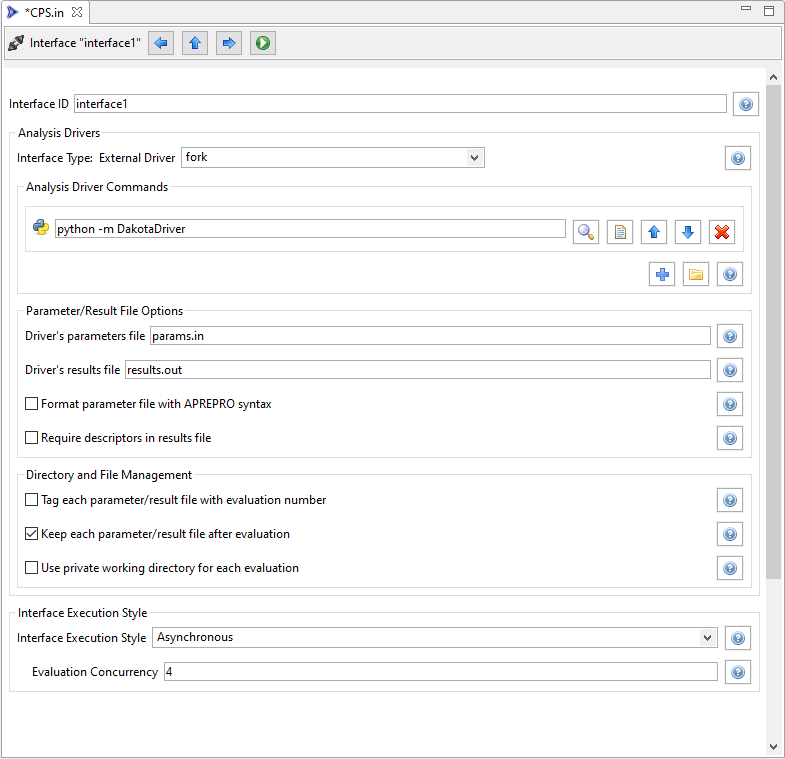 *CPS.in
Interface "interface1"
Interface ID interface1
Analysis Drivers
Interface Type: External Driver fork
Analysis Driver Commands
python -m DakotaDriver
Parameter/Result File Options
Driver's parameters file params.in
Driver's results file results.out
Format parameter file with APREPRO syntax
Require descriptors in results file
Directory and File Management
Tag each parameter/result file with evaluation number
Keep each parameter/result file after evaluation
Use private working directory for each evaluation
Interface Execution Style
Interface Execution Style Asynchronous
Evaluation Concurrency 4